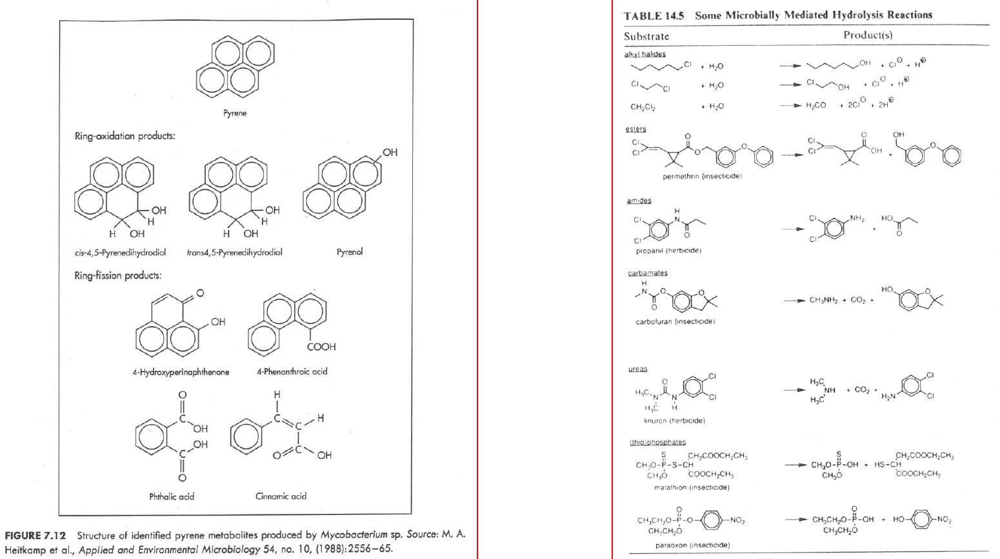 Pyrene
Ring-oxidation products:
OH
OH
H
H
OH
OH
H
H
OH
cis-4,5-Pyrenedihydrodiol
trans4,5-Pyrenedihydrodiol
Pyrenol
Ring-fission products:
O
OH
COOH
4-Hydroxyperinaphthenone
4-Phenanthroic acid
O
C
OH
OH
C
O
H
C
C
H
O
C
OH
Phthalic acid
Cinnamic acid
FIGURE 7.12 Structure of identified pyrene metabolites produced by Mycobacterium sp. Source: M. A.
Heitkamp et al., Applied and Environmental Microbiology 54, no. 10, (1988):2556–65.
TABLE 14.5 Some Microbially Mediated Hydrolysis Reactions
Substrate Product(s)
alkyl halides
Cl + H₂O → OH + Cl⊖ + H⊕
Cl Cl + H₂O → Cl OH + Cl⊖ + H⊕
CH₂Cl₂ + H₂O → H₂CO + 2Cl⊖ + 2H⊕
esters
Cl Cl O O O → Cl Cl O OH + OH O
permethrin (insecticide)
amides
Cl Cl H N O → Cl Cl NH₂ + HO O
propanil (herbicide)
carbamates
H N O O O → CH₃NH₂ + CO₂ + HO O
carbofuran (insecticide)
ureas
H₃C N H₃C O N H Cl Cl → H₃C NH H₃C + CO₂ + H₂N Cl Cl
linuron (herbicide)
(thio)phosphates
S CH₂COOCH₂CH₃ S CH₂COOCH₂CH₃
CH₃O-P-S-CH → CH₃O-P-OH + HS-CH
CH₃O COOCH₂CH₃ CH₃O COOCH₂CH₃
malathion (insecticide)
O O
CH₃CH₂O-P-O NO₂ → CH₃CH₂O-P-OH + HO NO₂
CH₃CH₂O CH₃CH₂O
paraoxon (insecticide)